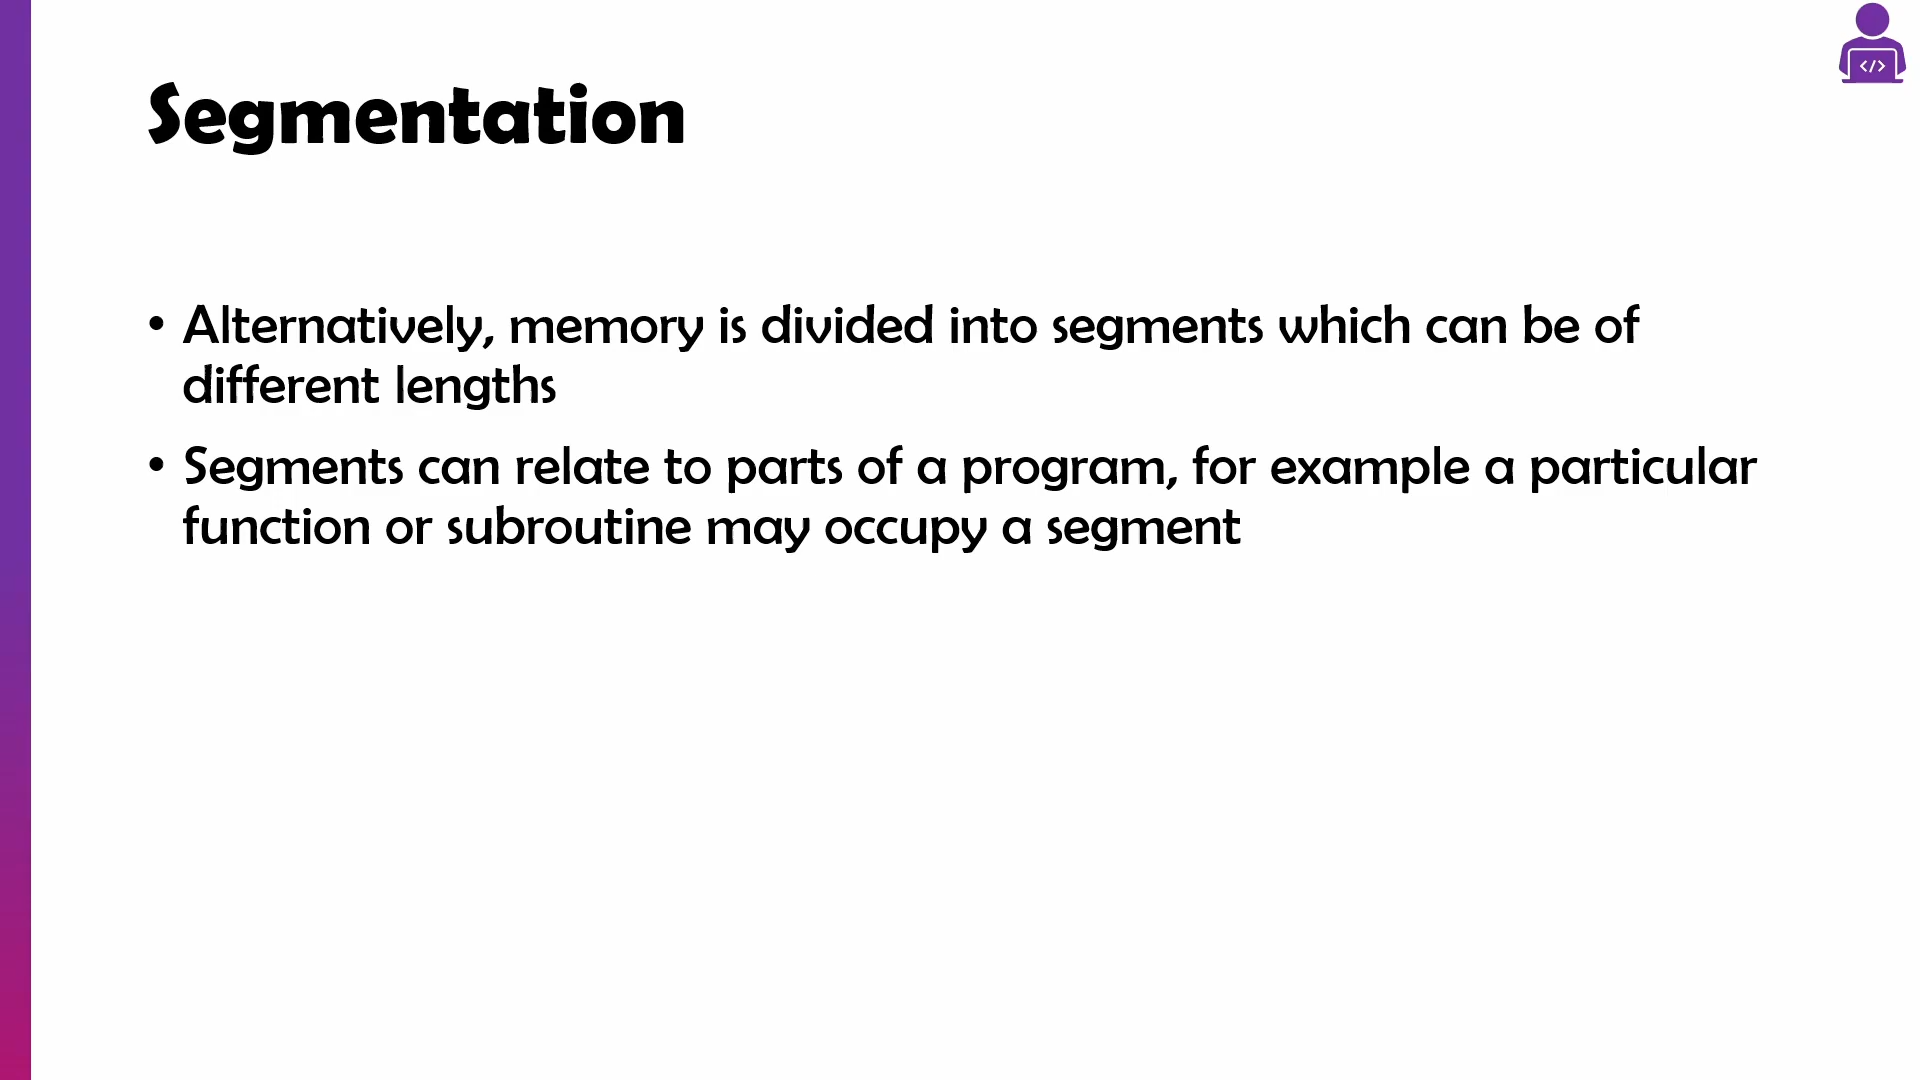 </>
Segmentation
• Alternatively, memory is divided into segments which can be of
different lengths
• Segments can relate to parts of a program, for example a particular
function or subroutine may occupy a segment